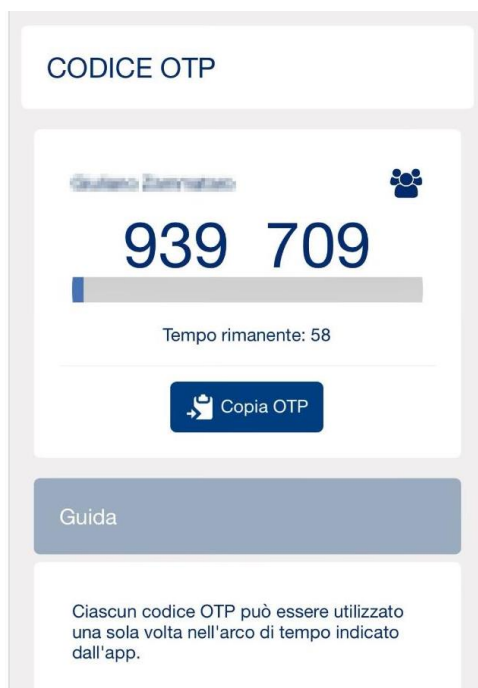 CODICE OTP
939 709
Tempo rimanente: 58
Copia OTP
Guida
Ciascun codice OTP può essere utilizzato
una sola volta nell'arco di tempo indicato
dall'app.